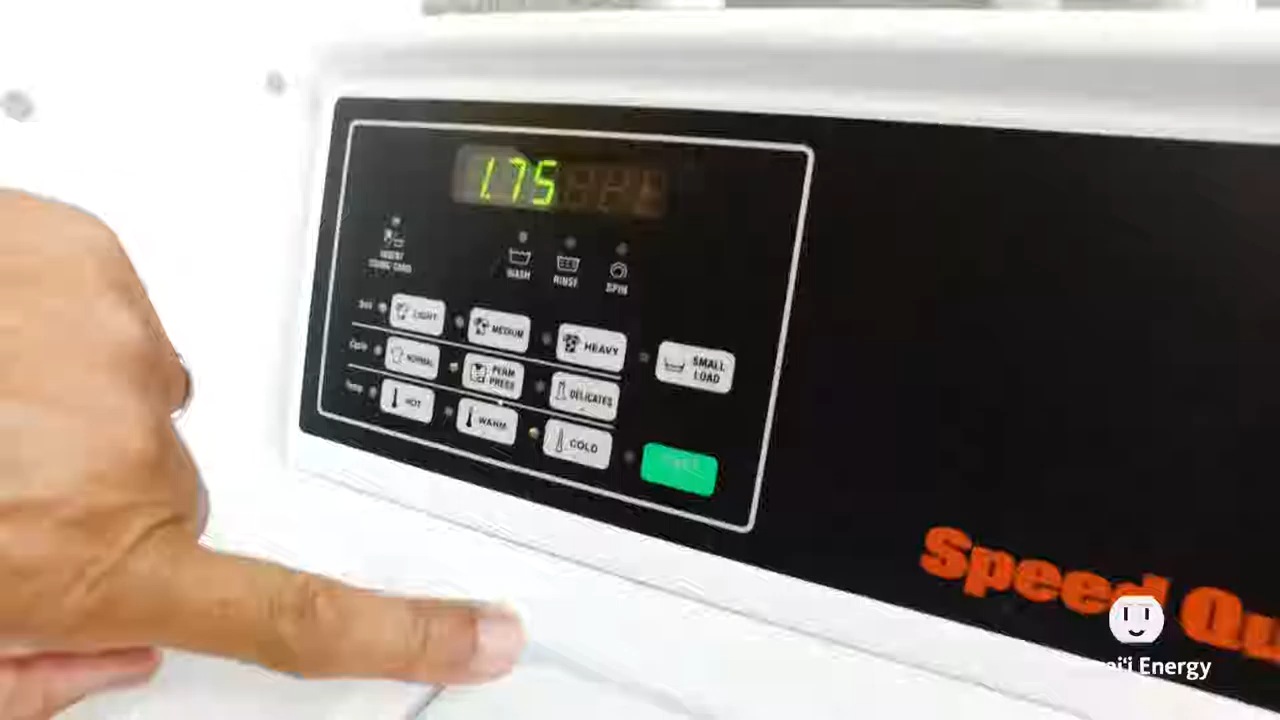 1.75
WASH
RINSE
SPIN
LIGHT
MEDIUM
HEAVY
SMALL
LOAD
NORMAL
PERM
PRESS
DELICATES
HOT
WARM
COLD
Speed Qu
Energy